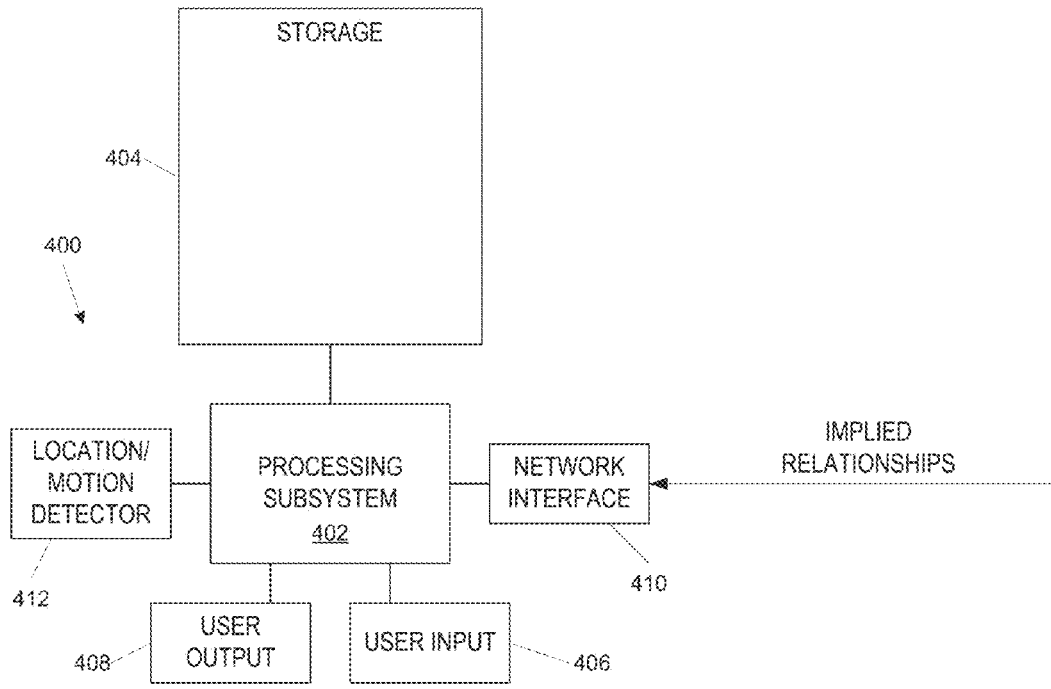 STORAGE
404
400
LOCATION/
MOTION
DETECTOR
412
PROCESSING
SUBSYSTEM
402
NETWORK
INTERFACE
410
IMPLIED
RELATIONSHIPS
408
USER
OUTPUT
USER INPUT
406